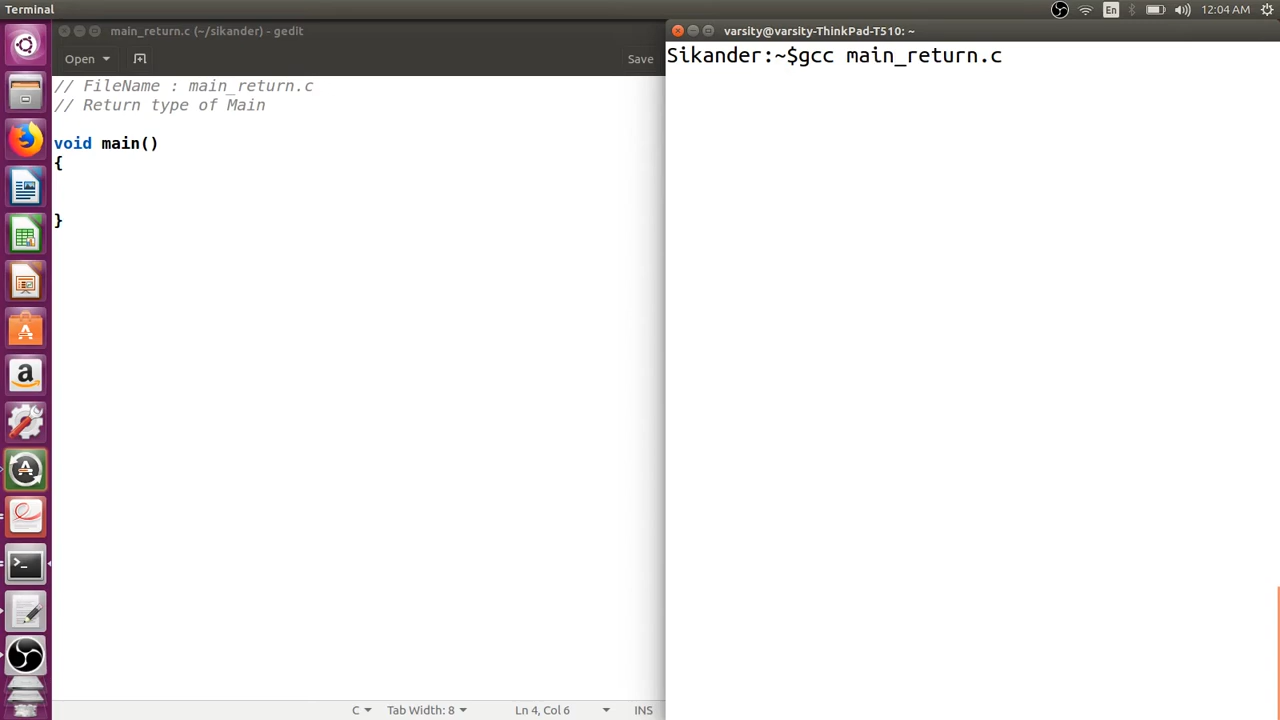 Terminal
En
12:04 AM
main_return.c (~/sikander) - gedit
Open
Save
// FileName : main_return.c
// Return type of Main
void main()
{
}
C
Tab Width: 8
Ln 4, Col 6
INS
varsity@varsity-ThinkPad-T510: ~
Sikander:~$gcc main_return.c